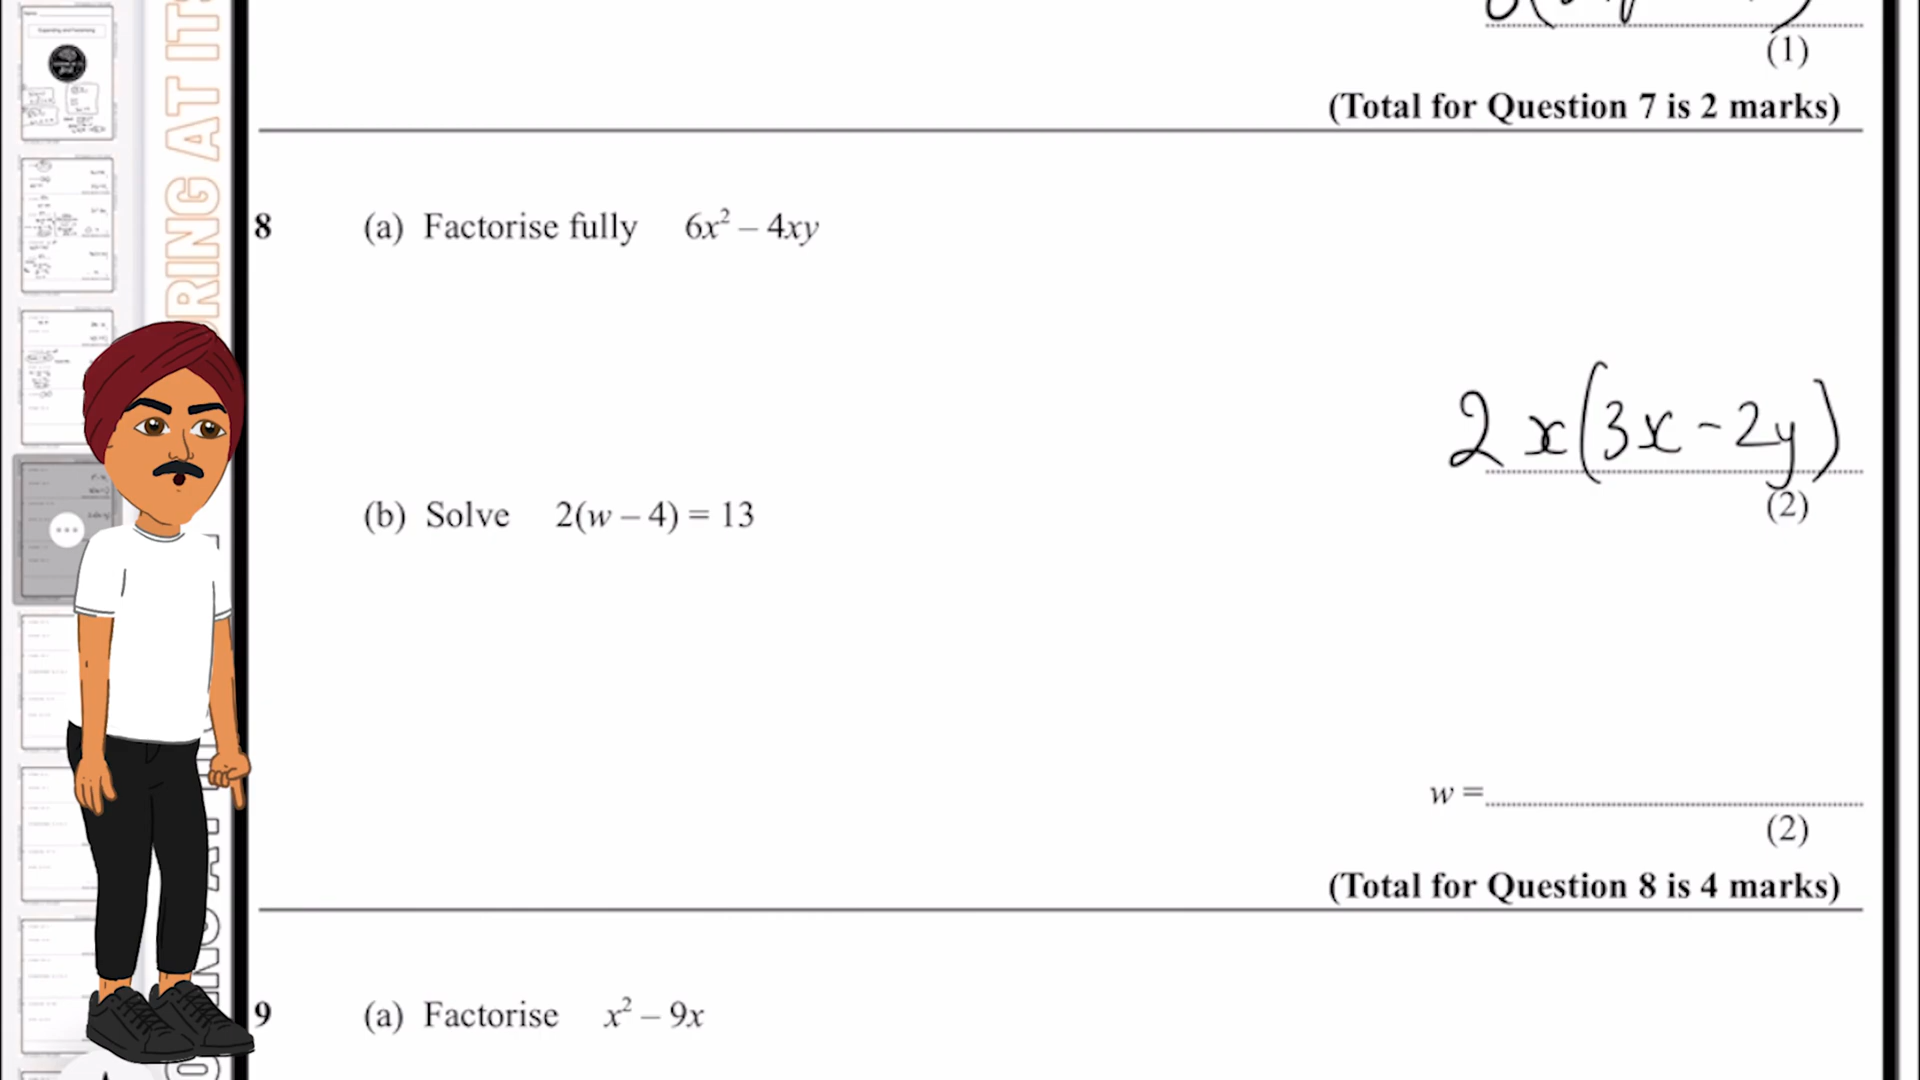 (1)
(Total for Question 7 is 2 marks)
8 (a) Factorise fully 6x² – 4xy
2x(3x-2y)
(2)
(b) Solve 2(w – 4) = 13
w =
(2)
(Total for Question 8 is 4 marks)
9 (a) Factorise x² – 9x